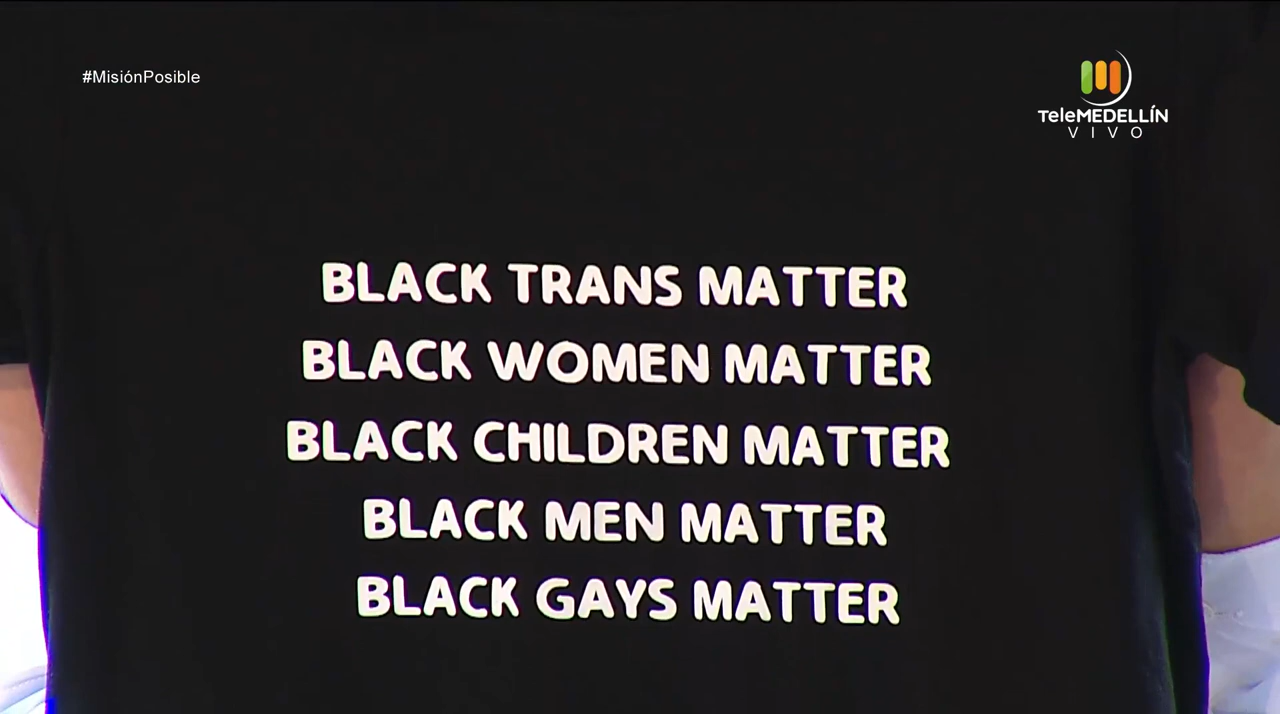 #MisiónPosible
TeleMEDELLÍN
VIVO
BLACK TRANS MATTER
BLACK WOMEN MATTER
BLACK CHILDREN MATTER
BLACK MEN MATTER
BLACK GAYS MATTER